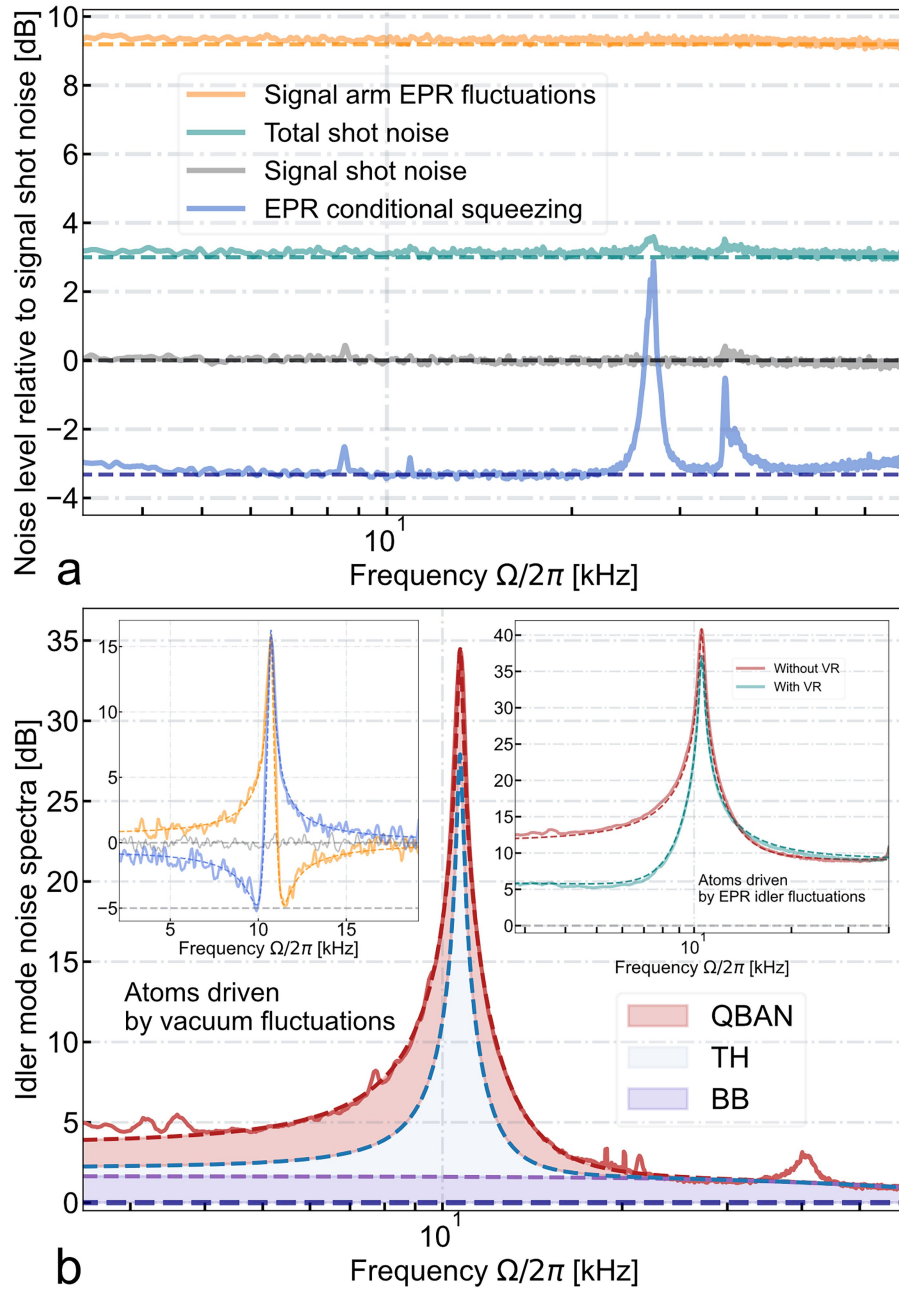 Noise level relative to signal shot noise [dB]
10
8
6
4
2
0
−2
−4
Signal arm EPR fluctuations
Total shot noise
Signal shot noise
EPR conditional squeezing
10¹
Frequency Ω/2π [kHz]
a
Idler mode noise spectra [dB]
35
30
25
20
15
10
5
0
15
10
5
0
−5
5
10
15
Frequency Ω/2π [kHz]
40
35
30
25
20
15
10
5
0
Without VR
With VR
Atoms driven
by EPR idler fluctuations
10¹
Frequency Ω/2π [kHz]
Atoms driven
by vacuum fluctuations
QBAN
TH
BB
10¹
Frequency Ω/2π [kHz]
b